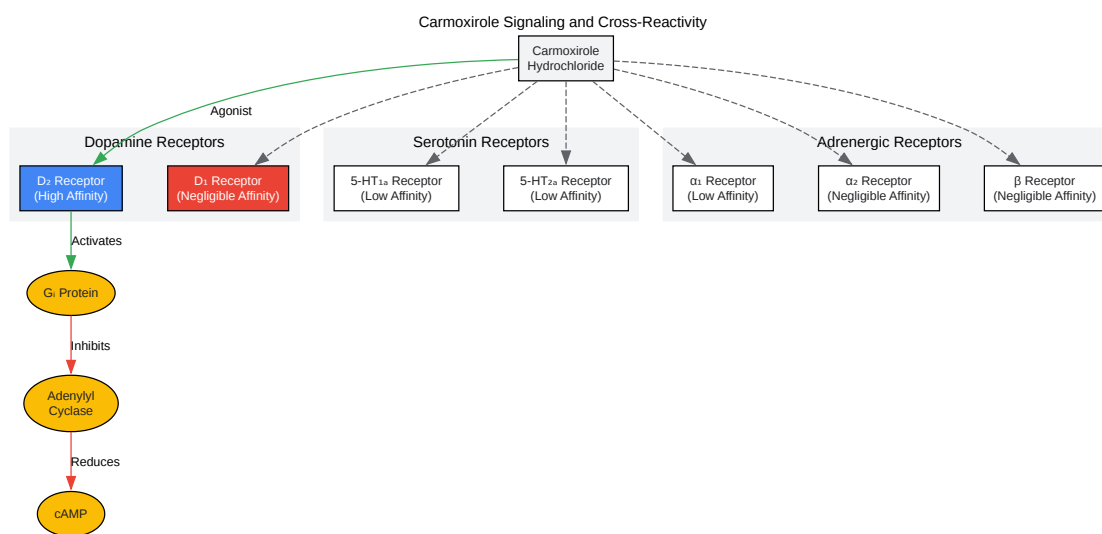 Carmoxirole Signaling and Cross-Reactivity
Carmoxirole
Hydrochloride
Agonist
Dopamine Receptors
Serotonin Receptors
Adrenergic Receptors
D₂ Receptor
(High Affinity)
D₁ Receptor
(Negligible Affinity)
5-HT₁ₐ Receptor
(Low Affinity)
5-HT₂ₐ Receptor
(Low Affinity)
α₁ Receptor
(Low Affinity)
α₂ Receptor
(Negligible Affinity)
β Receptor
(Negligible Affinity)
Activates
Gᵢ Protein
Inhibits
Adenylyl
Cyclase
Reduces
cAMP